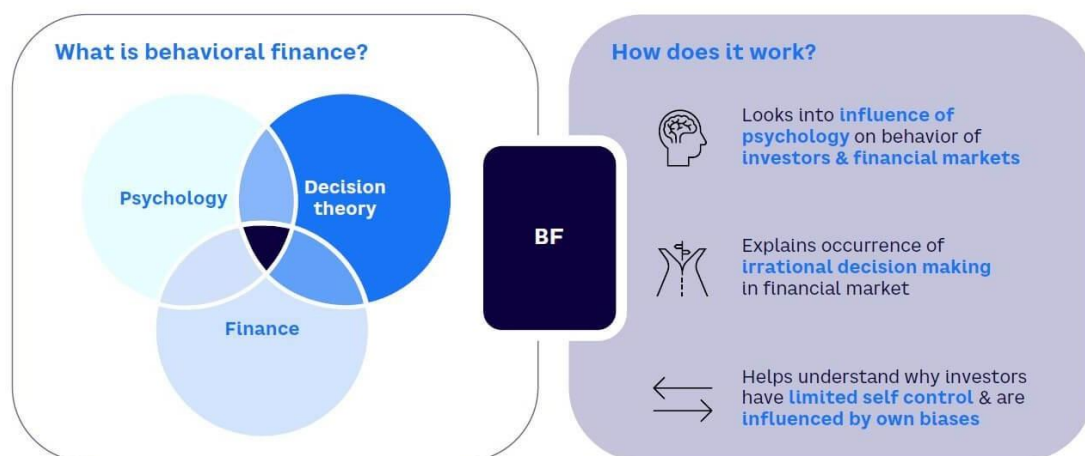 What is behavioral finance?
Psychology
Decision
theory
Finance
BF
How does it work?
Looks into influence of
psychology on behavior of
investors & financial markets
Explains occurrence of
irrational decision making
in financial market
Helps understand why investors
have limited self control & are
influenced by own biases